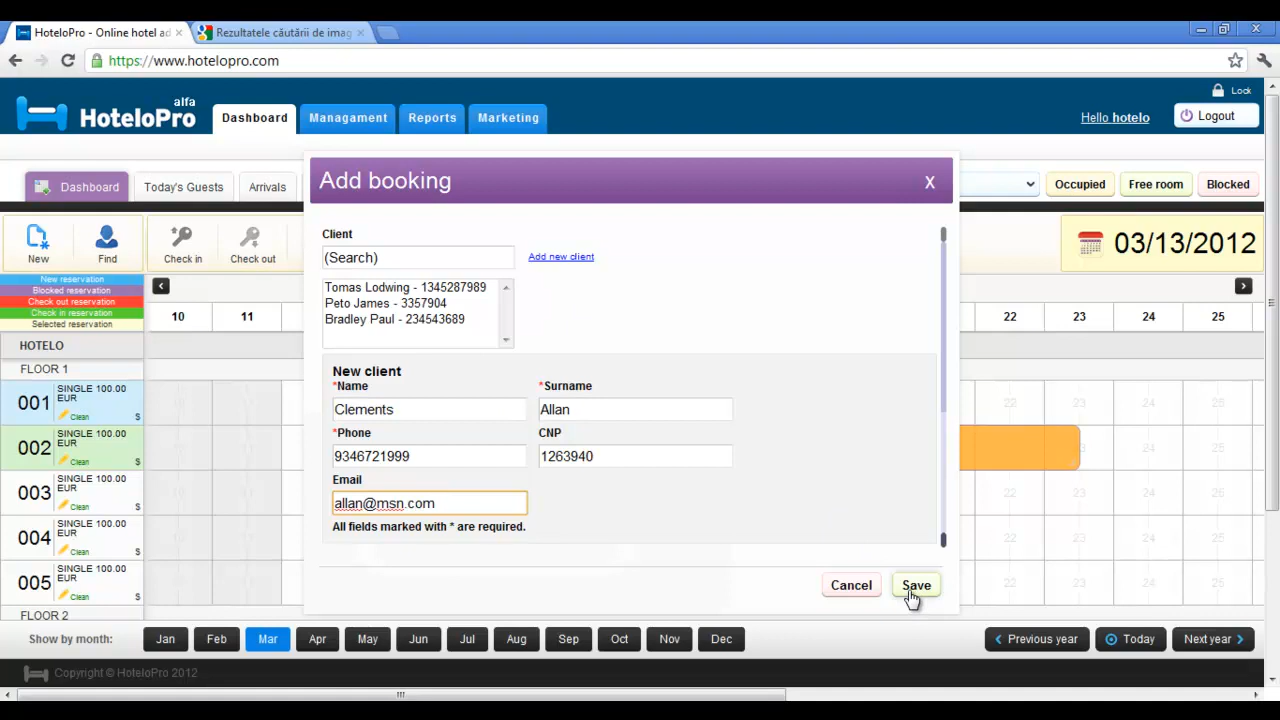 HoteloPro - Online hotel ad
Rezultatele căutării de imag
https://www.hotelopro.com
Lock
alfa
HoteloPro
Dashboard
Managament
Reports
Marketing
Hello hotelo
Logout
Dashboard
Today's Guests
Arrivals
Occupied
Free room
Blocked
Add booking
X
New
Find
Check in
Check out
03/13/2012
New reservation
Blocked reservation
Check out reservation
Check in reservation
Selected reservation
Client
(Search)
Add new client
Tomas Lodwing - 1345287989
Peto James - 3357904
Bradley Paul - 234543689
10 11 22 23 24 25
HOTELO
FLOOR 1
001 SINGLE 100.00
EUR
Clean $
002 SINGLE 100.00
EUR
Clean $
003 SINGLE 100.00
EUR
Clean $
004 SINGLE 100.00
EUR
Clean $
005 SINGLE 100.00
EUR
Clean $
FLOOR 2
New client
*Name *Surname
Clements Allan
*Phone CNP
9346721999 1263940
Email
allan@msn.com
All fields marked with * are required.
Cancel Save
Show by month: Jan Feb Mar Apr May Jun Jul Aug Sep Oct Nov Dec Previous year Today Next year
Copyright © HoteloPro 2012